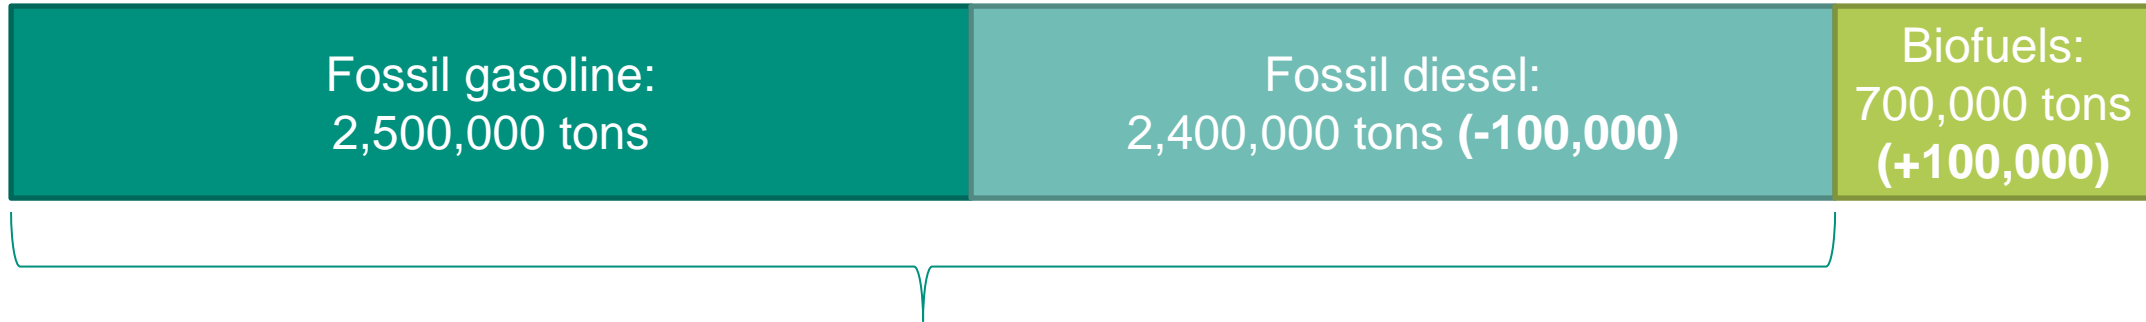 Fossil gasoline:
2,500,000 tons
Fossil diesel:
2,400,000 tons (-100,000)
Biofuels:
700,000 tons
(+100,000)